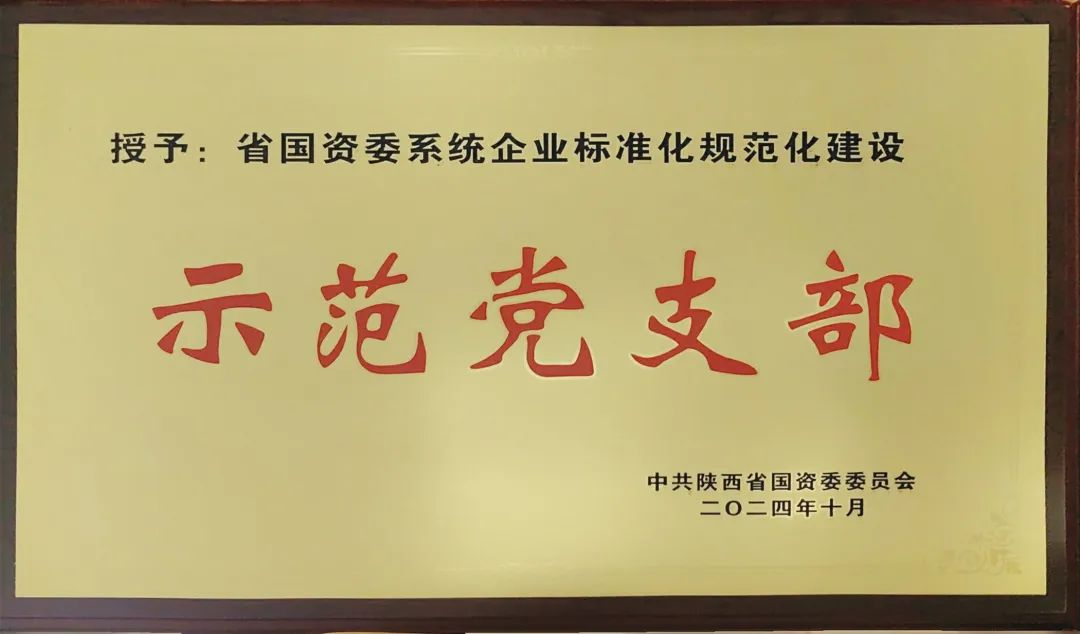 授予：省国资委系统企业标准化规范化建设
示范党支部
中共陕西省国资委委员会
二〇二四年十月